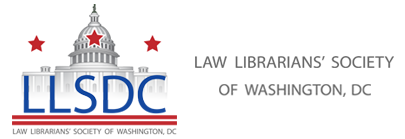 LLSDC
LAW LIBRARIANS' SOCIETY OF WASHINGTON, DC
LAW LIBRARIANS' SOCIETY
OF WASHINGTON, DC